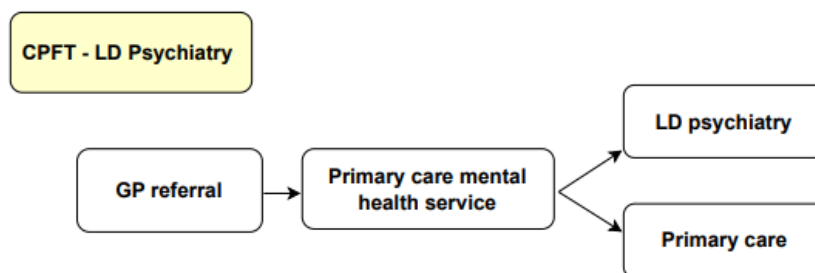 CPFT - LD Psychiatry
LD psychiatry
GP referral
Primary care mental
health service
Primary care